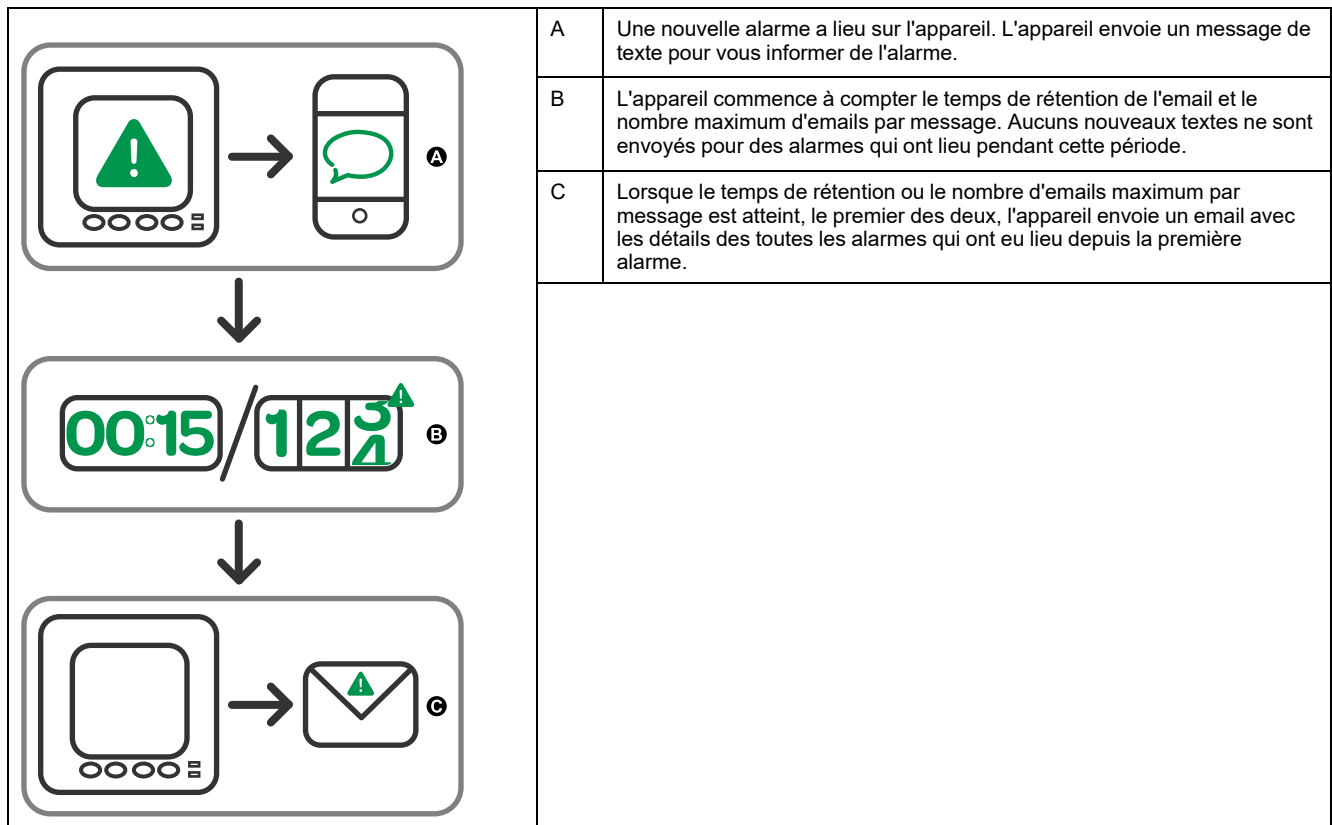 A
Une nouvelle alarme a lieu sur l'appareil. L'appareil envoie un message de
texte pour vous informer de l'alarme.
B
L'appareil commence à compter le temps de rétention de l'email et le
nombre maximum d'emails par message. Aucuns nouveaux textes ne sont
envoyés pour des alarmes qui ont lieu pendant cette période.
C
Lorsque le temps de rétention ou le nombre d'emails maximum par
message est atteint, le premier des deux, l'appareil envoie un email avec
les détails des toutes les alarmes qui ont eu lieu depuis la première
alarme.
!
A
00:15/123
4
!
B
!
C